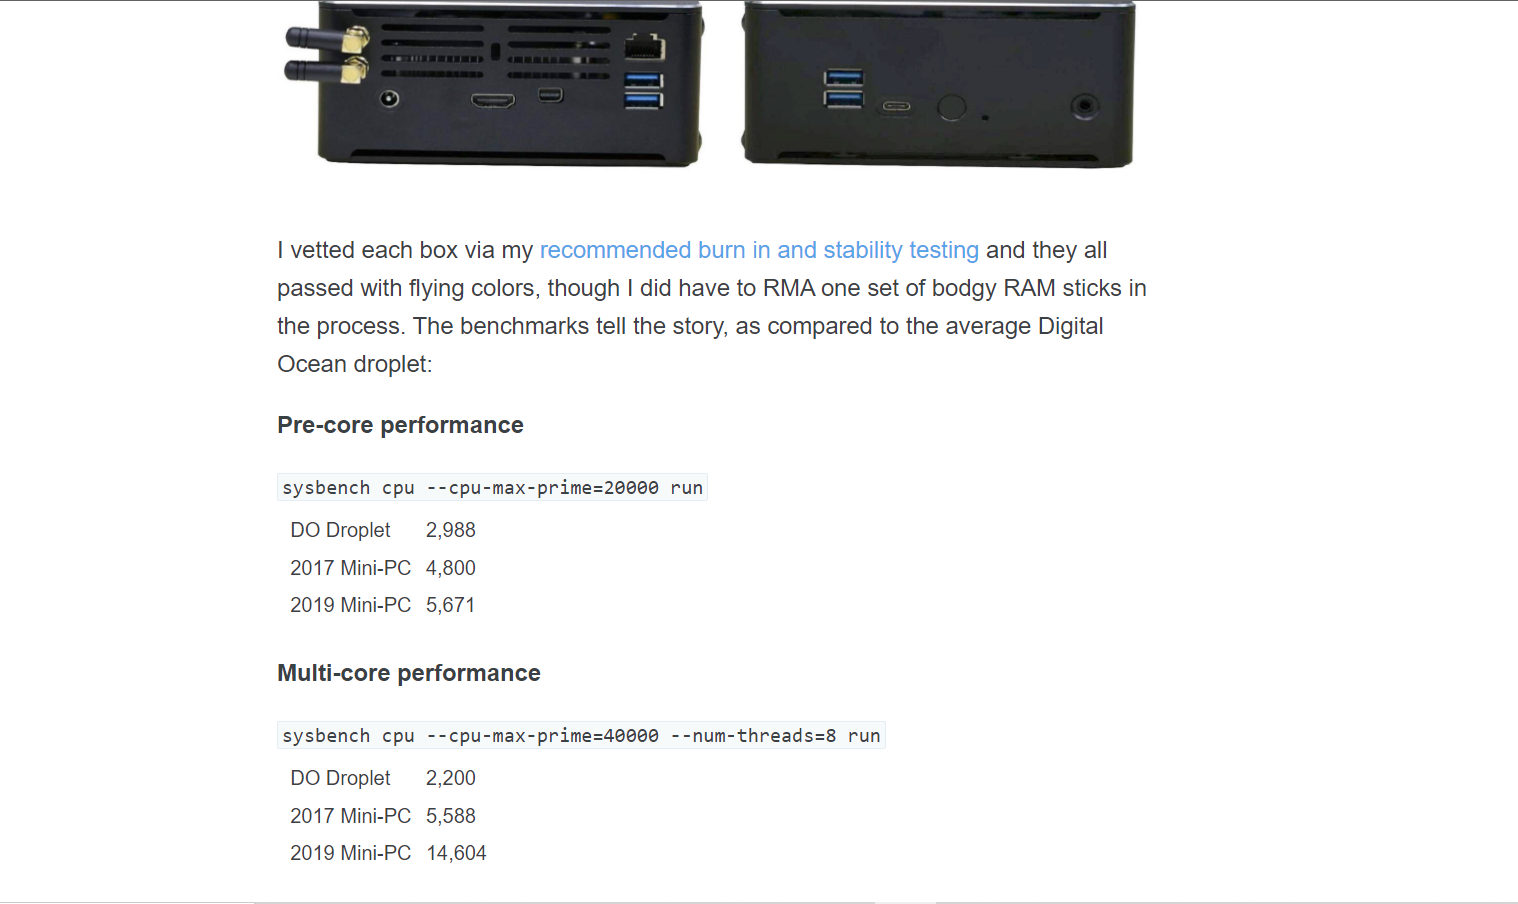 I vetted each box via my recommended burn in and stability testing and they all
passed with flying colors, though I did have to RMA one set of bodgy RAM sticks in
the process. The benchmarks tell the story, as compared to the average Digital
Ocean droplet:
Pre-core performance
sysbench cpu --cpu-max-prime=20000 run
DO Droplet 2,988
2017 Mini-PC 4,800
2019 Mini-PC 5,671
Multi-core performance
sysbench cpu --cpu-max-prime=40000 --num-threads=8 run
DO Droplet 2,200
2017 Mini-PC 5,588
2019 Mini-PC 14,604